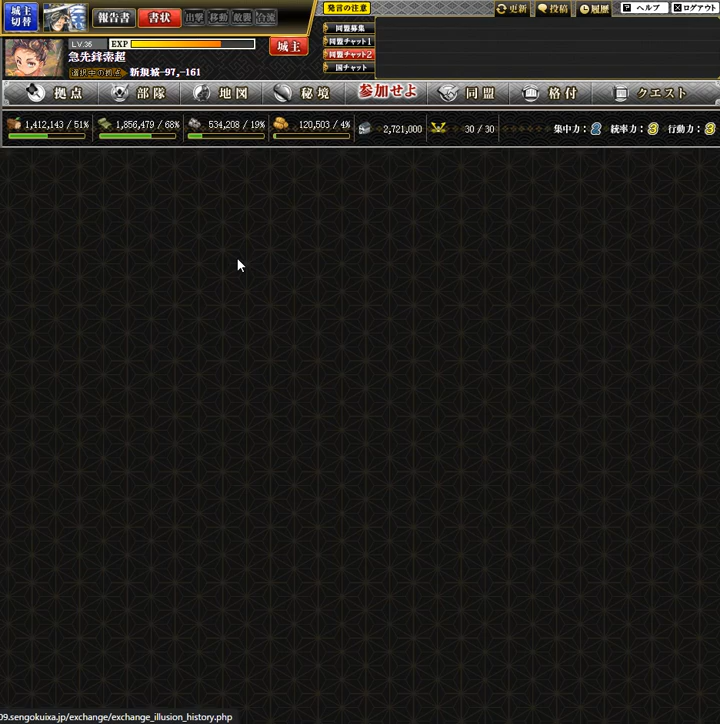 城主
切替
報告書
書状
出撃
移動
敵襲
合流
発言の注意
更新
投稿
履歴
ヘルプ
ログアウト
同盟募集
同盟チャット1
同盟チャット2
国チャット
LV.36
EXP
城主
急先鋒索超
選択中の拠点
新規城-97,-161
拠点
部隊
地図
秘境
参加せよ
同盟
格付
クエスト
1,412,143 / 51%
1,856,479 / 68%
534,208 / 19%
120,503 / 4%
2,721,000
30 / 30
集中力:2
統率力:3
行動力:3
09.sengokuixa.jp/exchange/exchange_illusion_history.php